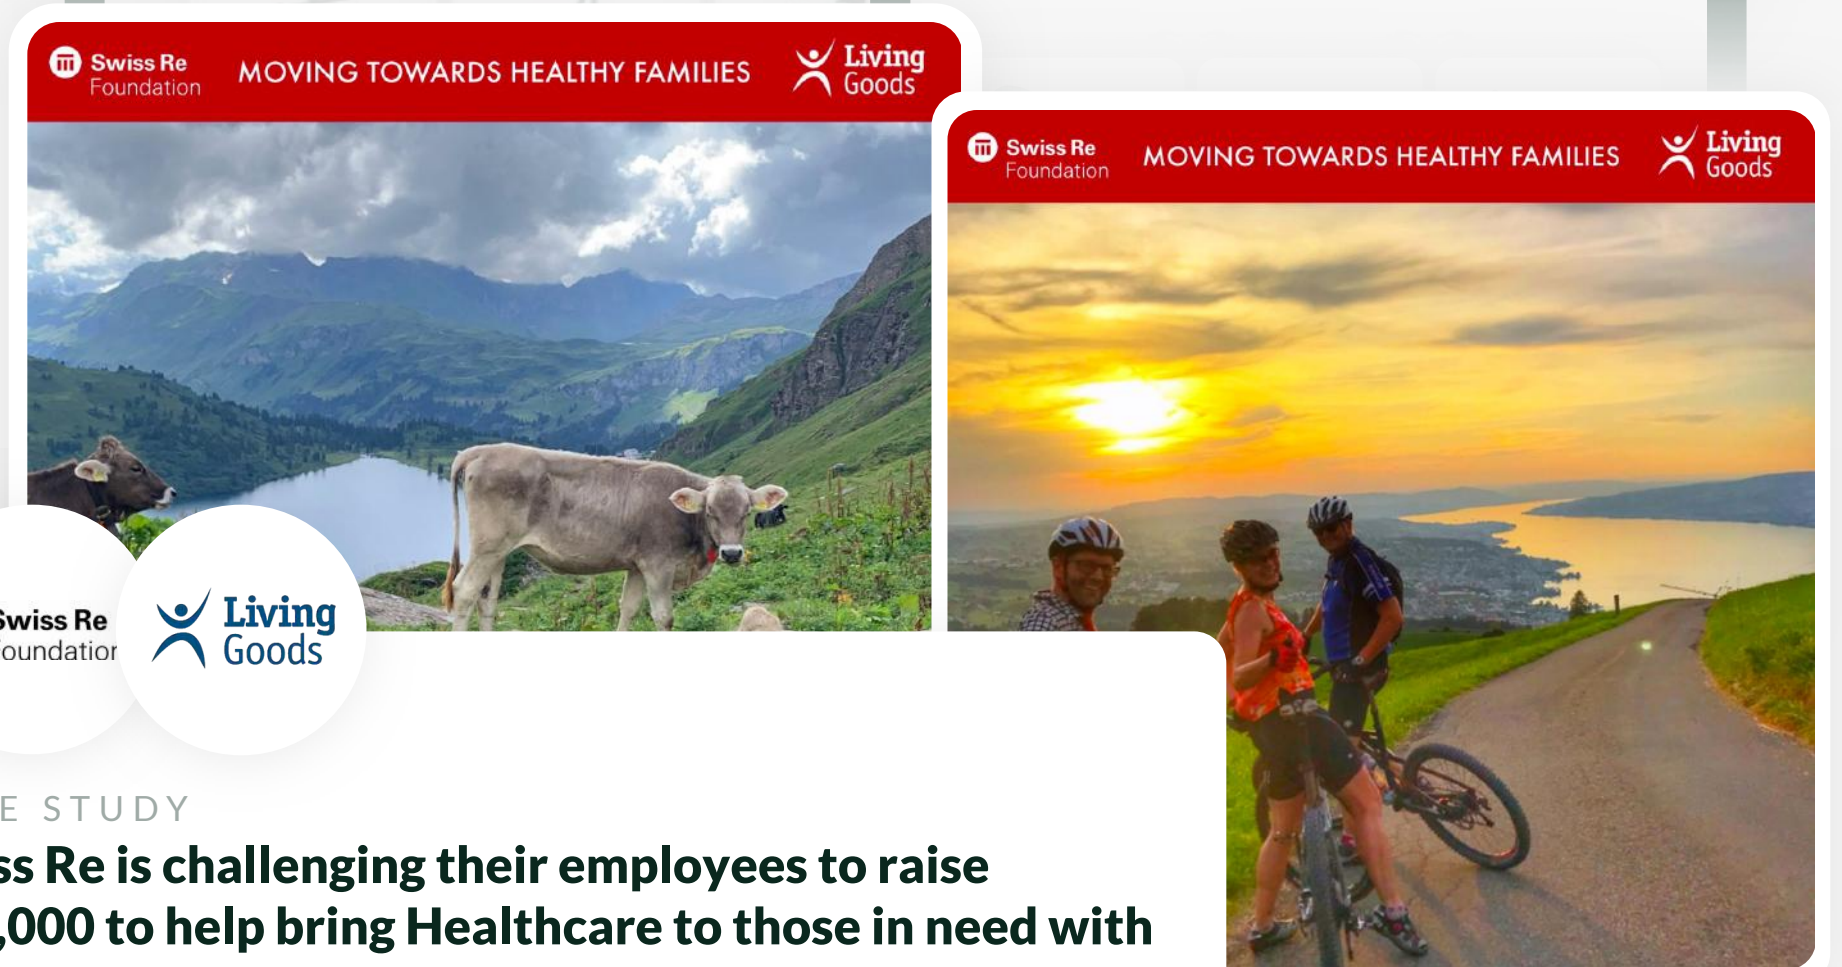 Swiss Re
Foundation
MOVING TOWARDS HEALTHY FAMILIES
Living
Goods
Swiss Re
Foundation
MOVING TOWARDS HEALTHY FAMILIES
Living
Goods
Swiss Re
oundation
Living
Goods
E STUDY
ss Re is challenging their employees to raise
,000 to help bring Healthcare to those in need with